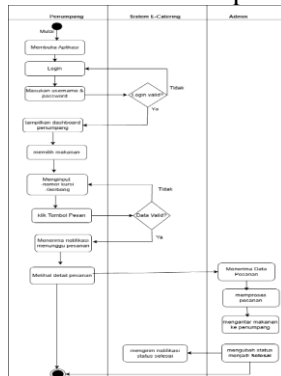 Penumpang
Sistem E-Catering
Admin
Mulai
Membuka Aplikasi
Login
Masukan username &
password
Login valid?
Tidak
Ya
tampilkan dashboard
penumpang
memilih makanan
Menginput
nomor kursi
Tidak
klik Tombol Pesan
Data Valid?
Ya
Menerima notifikasi
menunggu pesanan
Melihat detail pesanan
Menerima Data
Pesanan
memproses
pesanan
mengantar makanan
ke penumpang
mengubah status
menjadi Selesai
mengirim notifikasi
status selesai